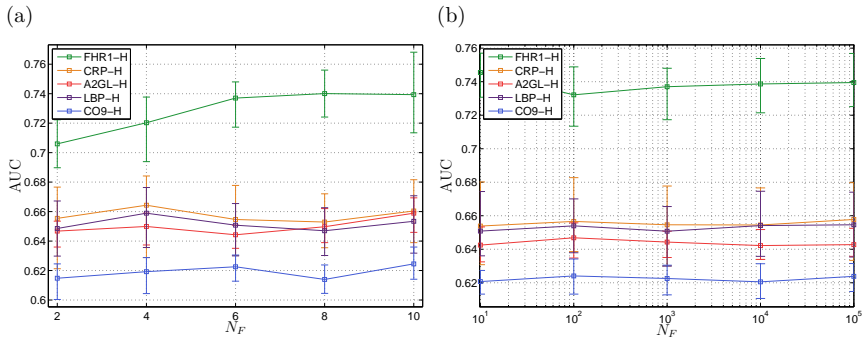 (a)
(b)
AUC
0.76
0.74
0.72
0.7
0.68
0.66
0.64
0.62
0.6
FHR1-H
CRP-H
A2GL-H
LBP-H
CO9-H
2
4
6
8
10
N_F
AUC
0.76
0.74
0.72
0.7
0.68
0.66
0.64
0.62
FHR1-H
CRP-H
A2GL-H
LBP-H
CO9-H
10^1
10^2
10^3
10^4
10^5
N_F